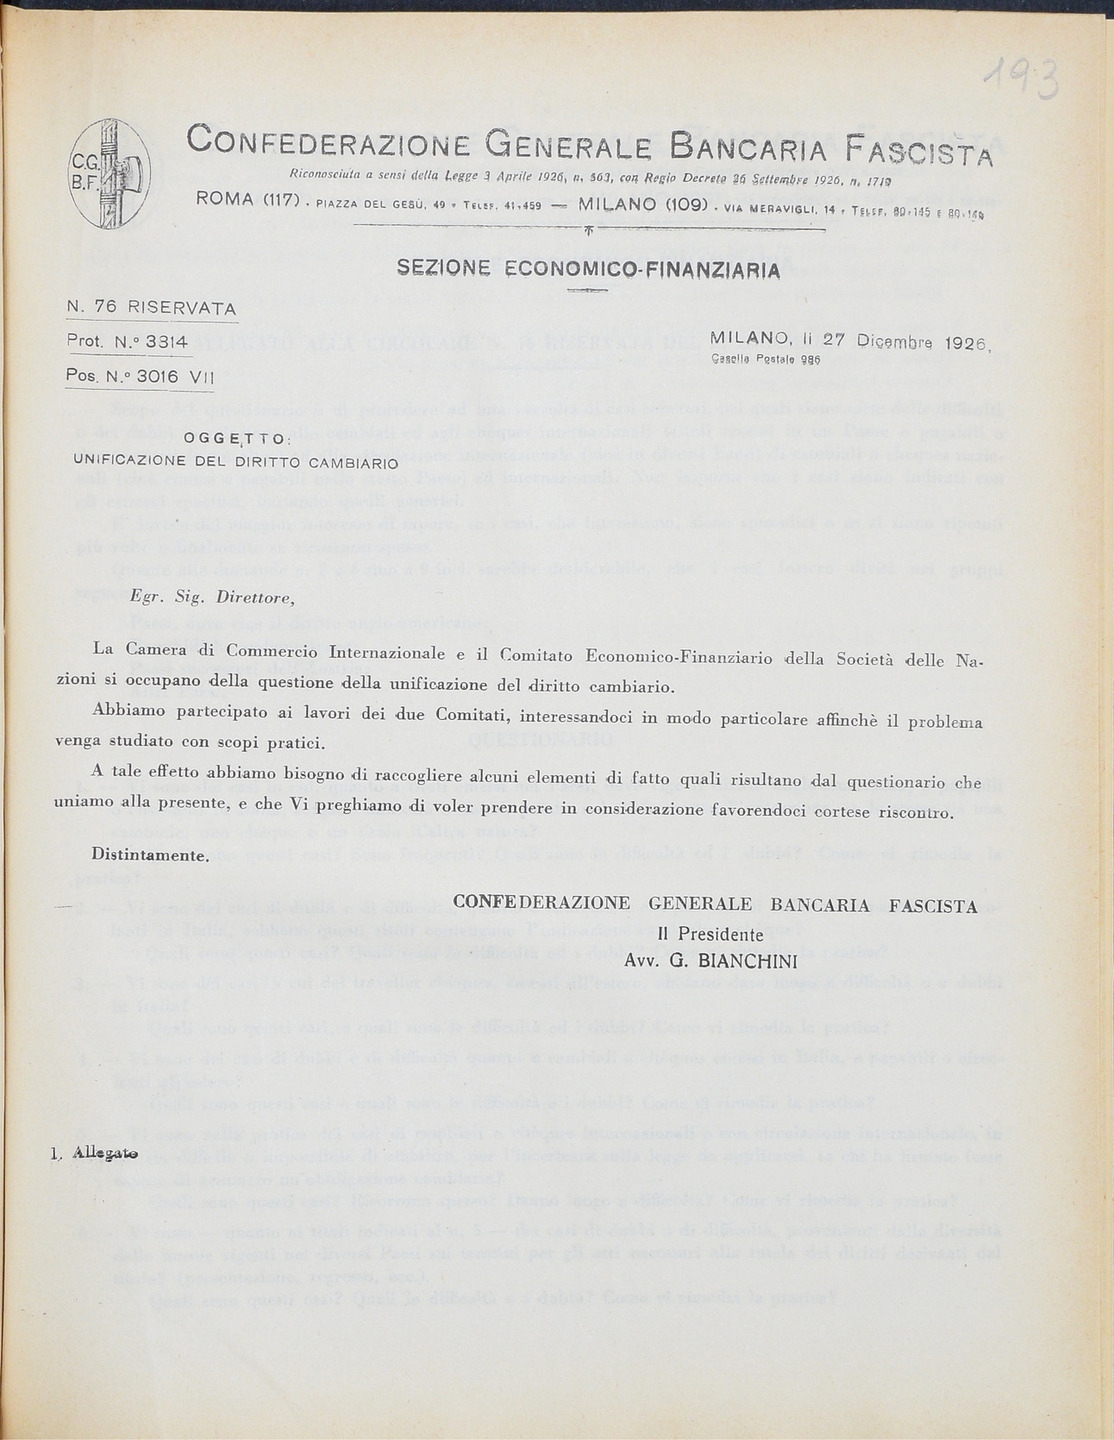 193
C.G.
B.F.
CONFEDERAZIONE GENERALE BANCARIA FASCISTA
Riconosciuta a sensi della Legge 3 Aprile 1926, n. 563, con Regio Decreto 26 Settembre 1926, n. 1719
ROMA (117) . PIAZZA DEL GESÙ, 49 - TELEF. 41-459 — MILANO (109) . VIA MERAVIGLI, 14 - TELEF. 80-145 E 80-146
SEZIONE ECONOMICO-FINANZIARIA
N. 76 RISERVATA
Prot. N.º 3314
MILANO, li 27 Dicembre 1926,
Casella Postale 986
Pos. N.º 3016 VII
OGGETTO:
UNIFICAZIONE DEL DIRITTO CAMBIARIO
Egr. Sig. Direttore,
La Camera di Commercio Internazionale e il Comitato Economico-Finanziario della Società delle Na-
zioni si occupano della questione della unificazione del diritto cambiario.
Abbiamo partecipato ai lavori dei due Comitati, interessandoci in modo particolare affinchè il problema
venga studiato con scopi pratici.
A tale effetto abbiamo bisogno di raccogliere alcuni elementi di fatto quali risultano dal questionario che
uniamo alla presente, e che Vi preghiamo di voler prendere in considerazione favorendoci cortese riscontro.
Distintamente.
CONFEDERAZIONE GENERALE BANCARIA FASCISTA
Il Presidente
Avv. G. BIANCHINI
1. Allegato